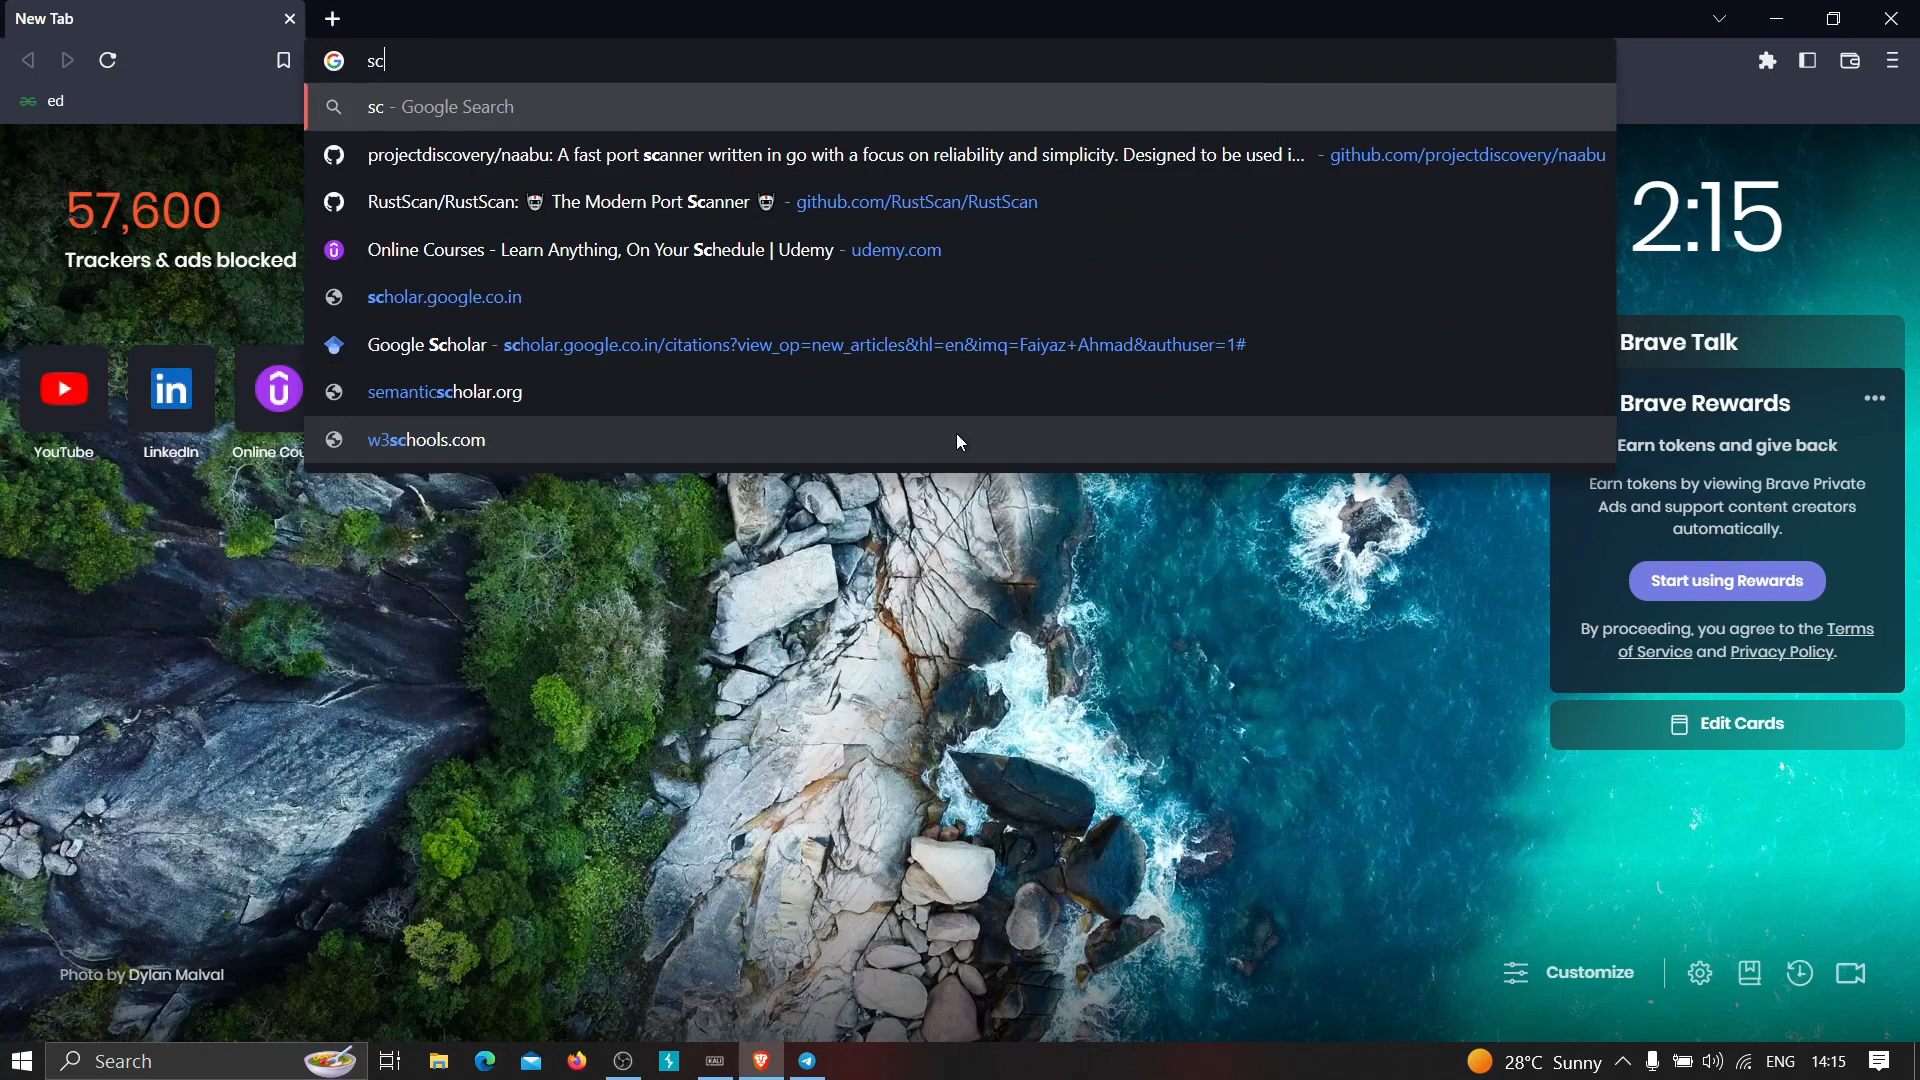 New Tab
sc
ed
sc - Google Search
projectdiscovery/naabu: A fast port scanner written in go with a focus on reliability and simplicity. Designed to be used i... - github.com/projectdiscovery/naabu
RustScan/RustScan: 🤖 The Modern Port Scanner 🤖 - github.com/RustScan/RustScan
Online Courses - Learn Anything, On Your Schedule | Udemy - udemy.com
scholar.google.co.in
Google Scholar - scholar.google.co.in/citations?view_op=new_articles&hl=en&imq=Faiyaz+Ahmad&authuser=1#
semanticscholar.org
w3schools.com
57,600
Trackers & ads blocked
2:15
YouTube
LinkedIn
Online Cou
Brave Talk
Brave Rewards
Earn tokens and give back
Earn tokens by viewing Brave Private
Ads and support content creators
automatically.
Start using Rewards
By proceeding, you agree to the Terms
of Service and Privacy Policy.
Edit Cards
Photo by Dylan Malval
Customize
Search
KALI
28°C Sunny
ENG
14:15